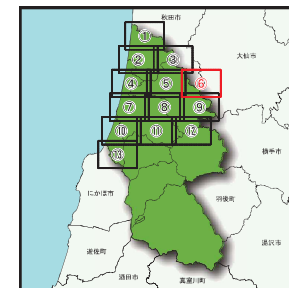 秋田市
①
大仙市
② ③
④ ⑤ ⑥
⑦ ⑧ ⑨
⑩ ⑪ ⑫
横手市
⑬
にかほ市
羽後町
湯沢市
遊佐町
酒田市
真室川町